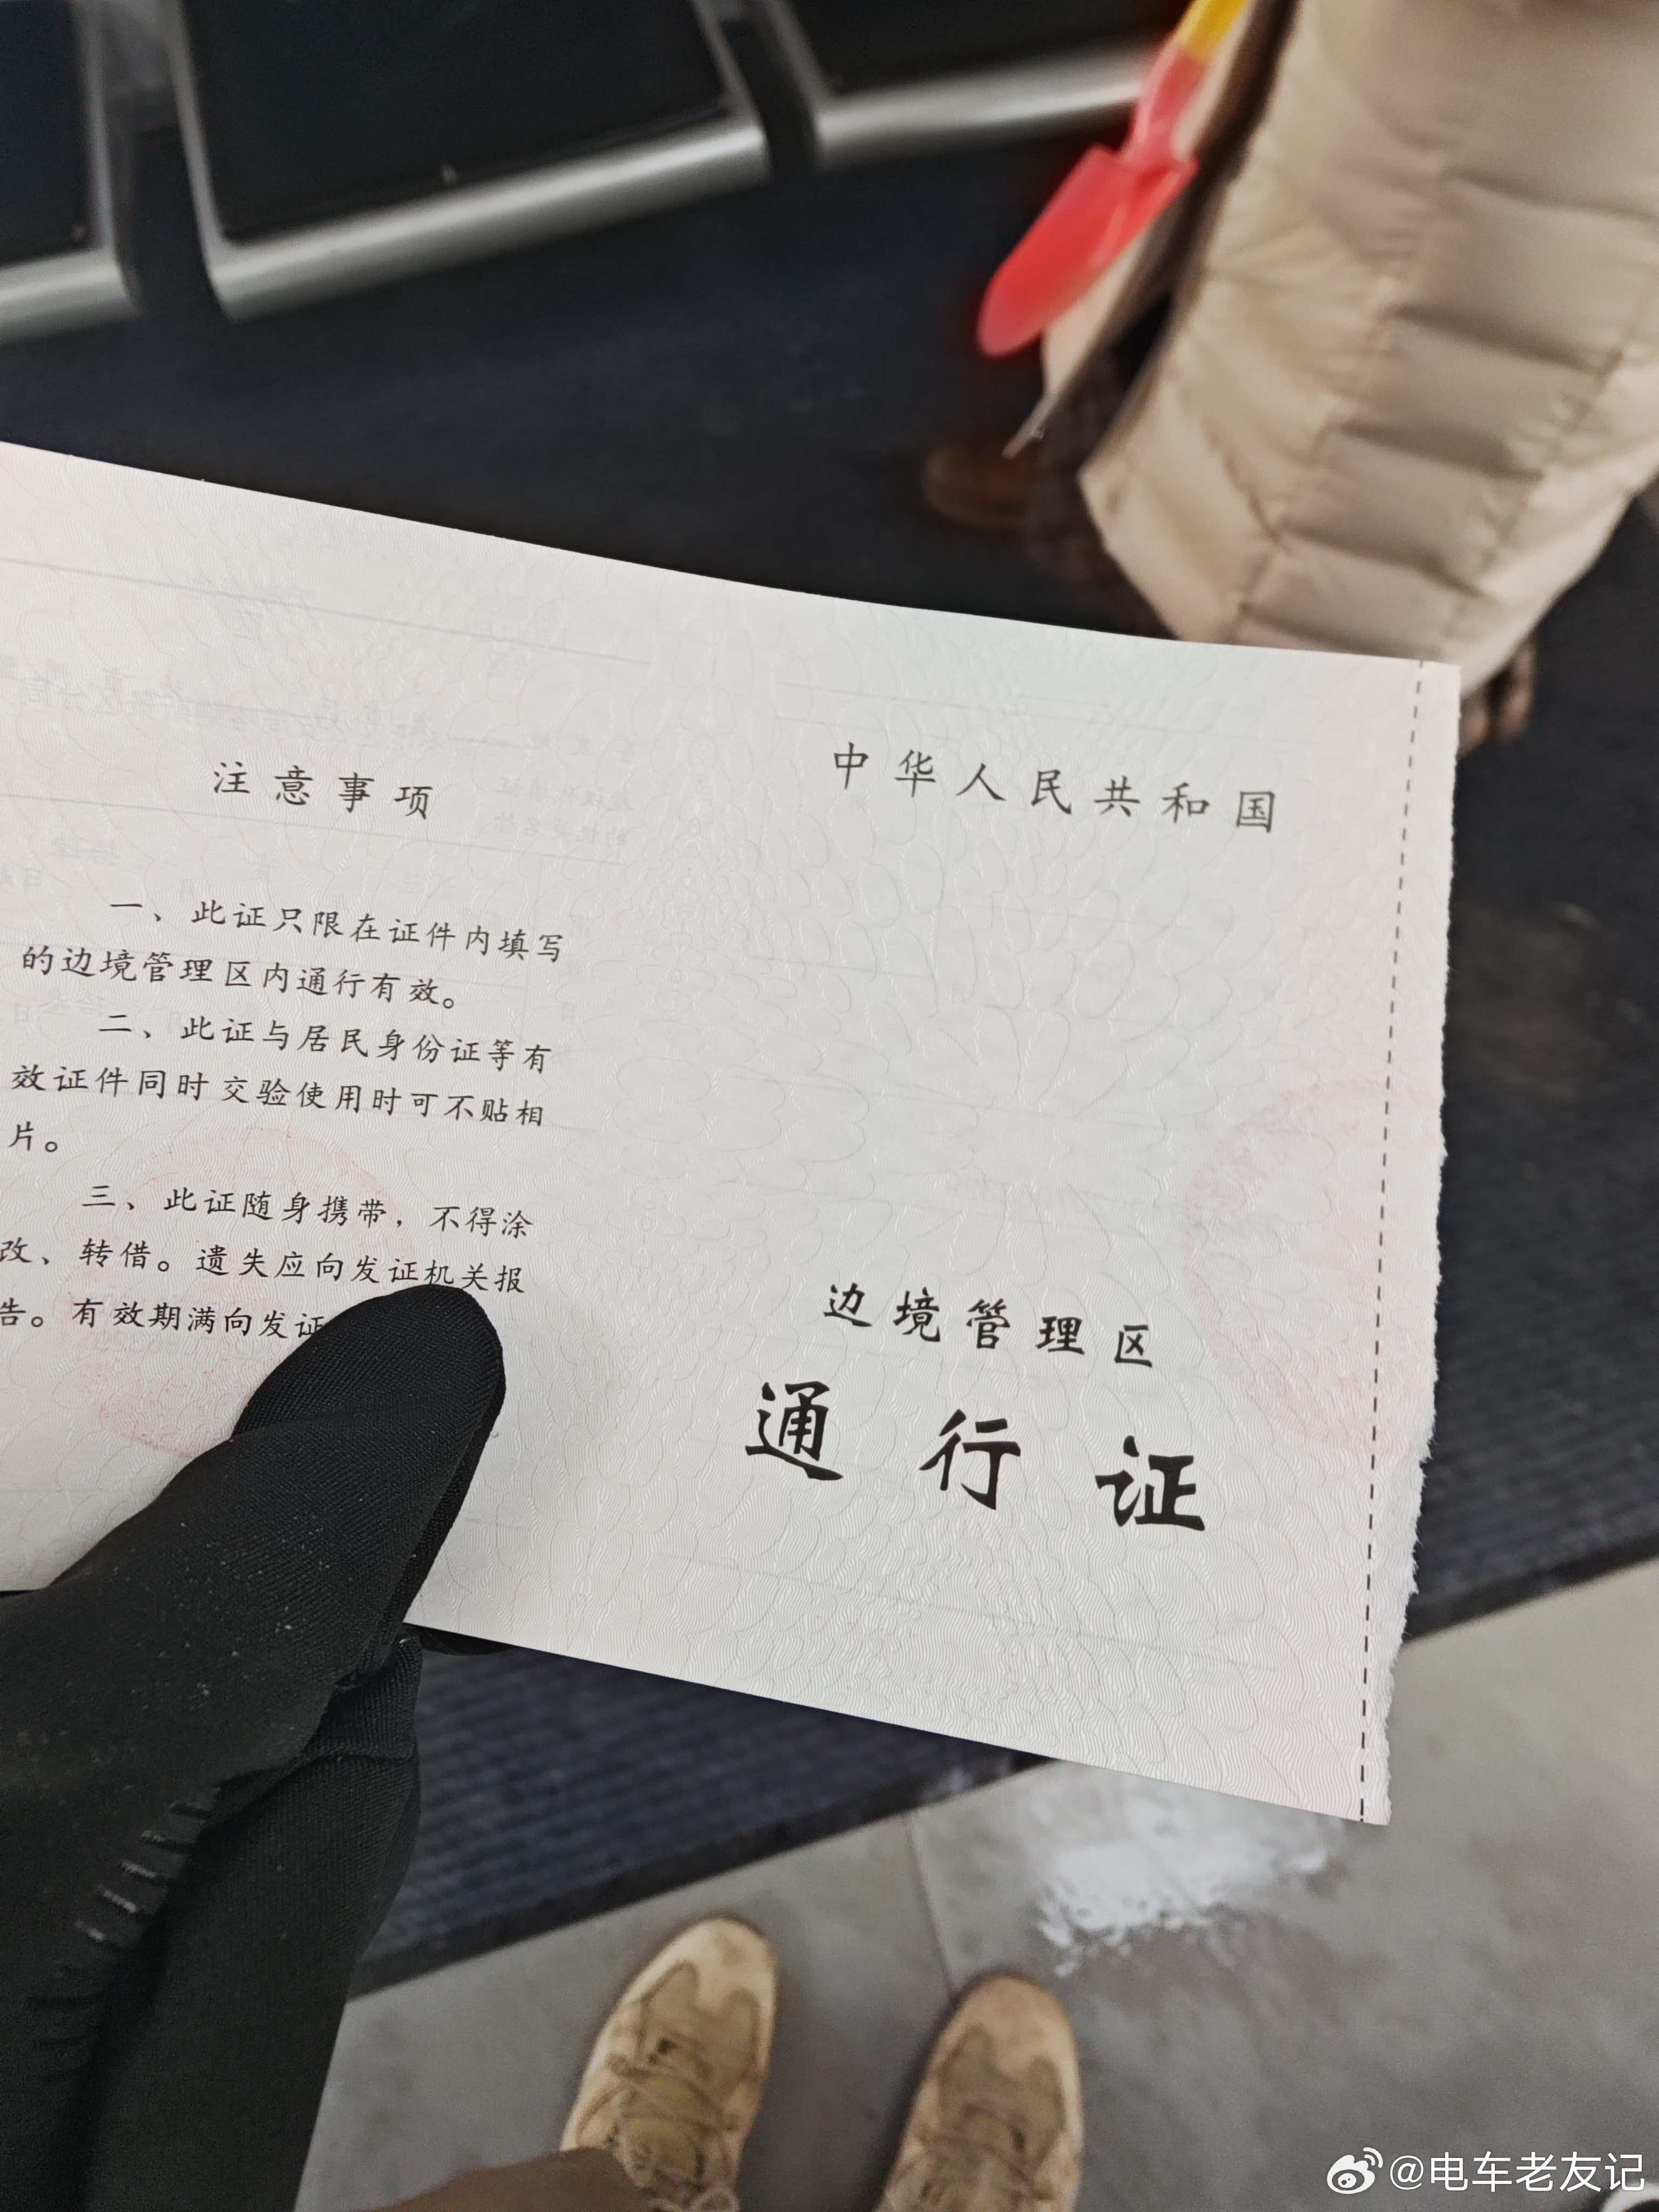 注意事项
一、此证只限在证件内填写
的边境管理区内通行有效。
二、此证与居民身份证等有
效证件同时交验使用时可不贴相
片。
三、此证随身携带，不得涂
改、转借。遗失应向发证机关报
告。有效期满向发证
中华人民共和国
边境管理区
通行证
@电车老友记